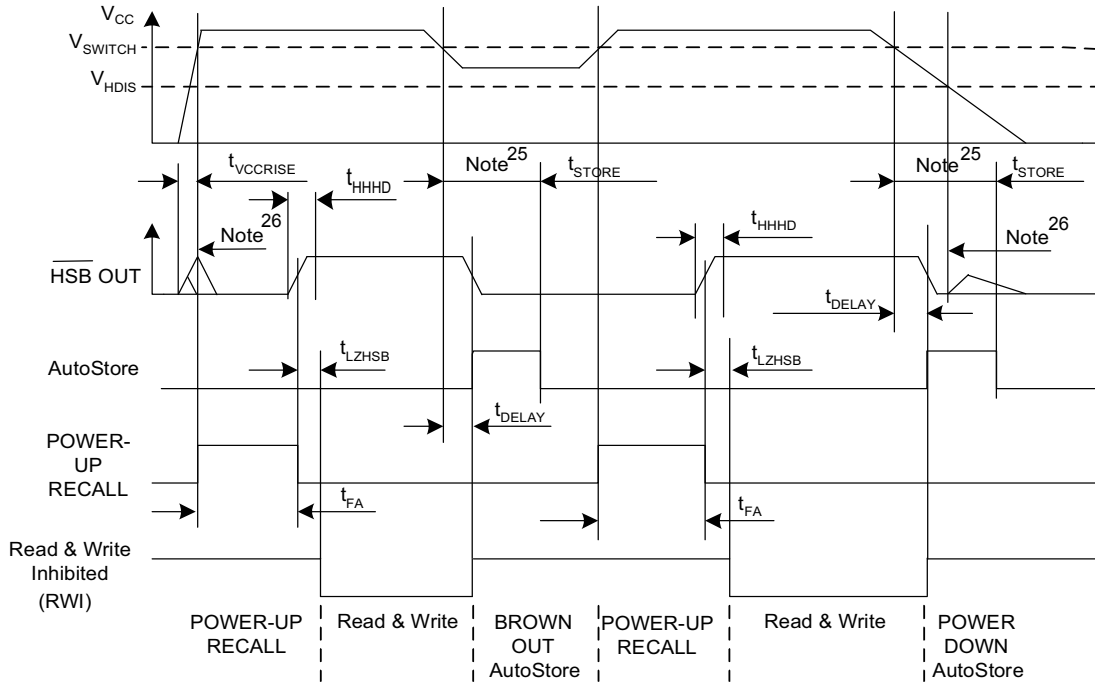 VCC
VSWITCH
VHDIS
tVCCRISE
Note25
tSTORE
Note25
tSTORE
tHHHD
tHHHD
Note26
Note26
HSB OUT
tDELAY
tLZHSB
tLZHSB
AutoStore
tDELAY
POWER-
UP
RECALL
tFA
tFA
Read & Write
Inhibited
(RWI)
POWER-UP
RECALL
Read & Write
BROWN
OUT
AutoStore
POWER-UP
RECALL
Read & Write
POWER
DOWN
AutoStore